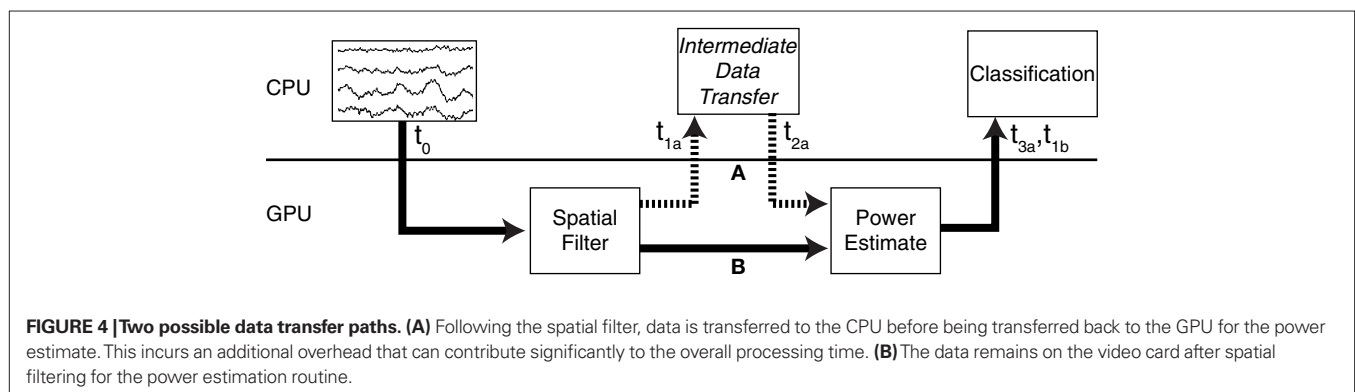 CPU
Intermediate
Data
Transfer
Classification
t0
t1a
t2a
t3a,t1b
A
GPU
Spatial
Filter
Power
Estimate
B
FIGURE 4 | Two possible data transfer paths. (A) Following the spatial filter, data is transferred to the CPU before being transferred back to the GPU for the power
estimate. This incurs an additional overhead that can contribute significantly to the overall processing time. (B) The data remains on the video card after spatial
filtering for the power estimation routine.